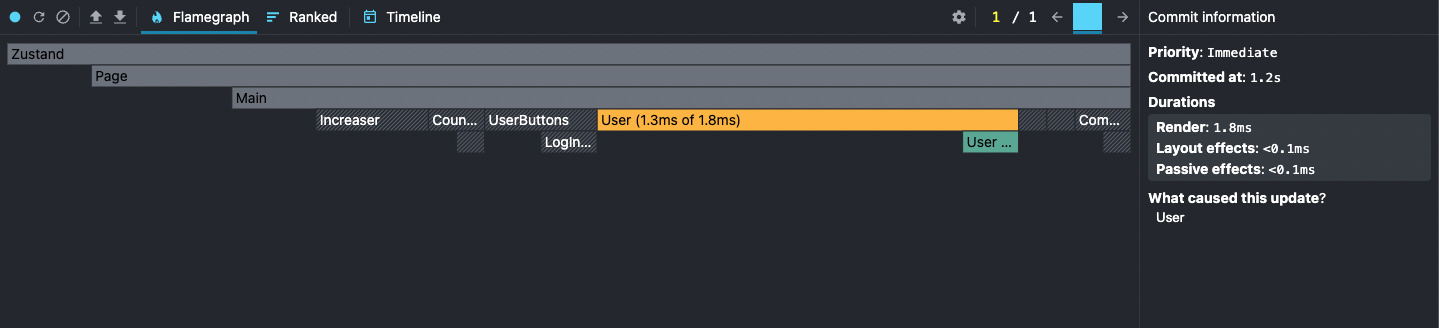 Flamegraph Ranked Timeline 1 / 1 Commit information
Zustand
Page
Main
Increaser Coun... UserButtons User (1.3ms of 1.8ms) Com...
LogIn... User ...
Priority: Immediate
Committed at: 1.2s
Durations
Render: 1.8ms
Layout effects: <0.1ms
Passive effects: <0.1ms
What caused this update?
User